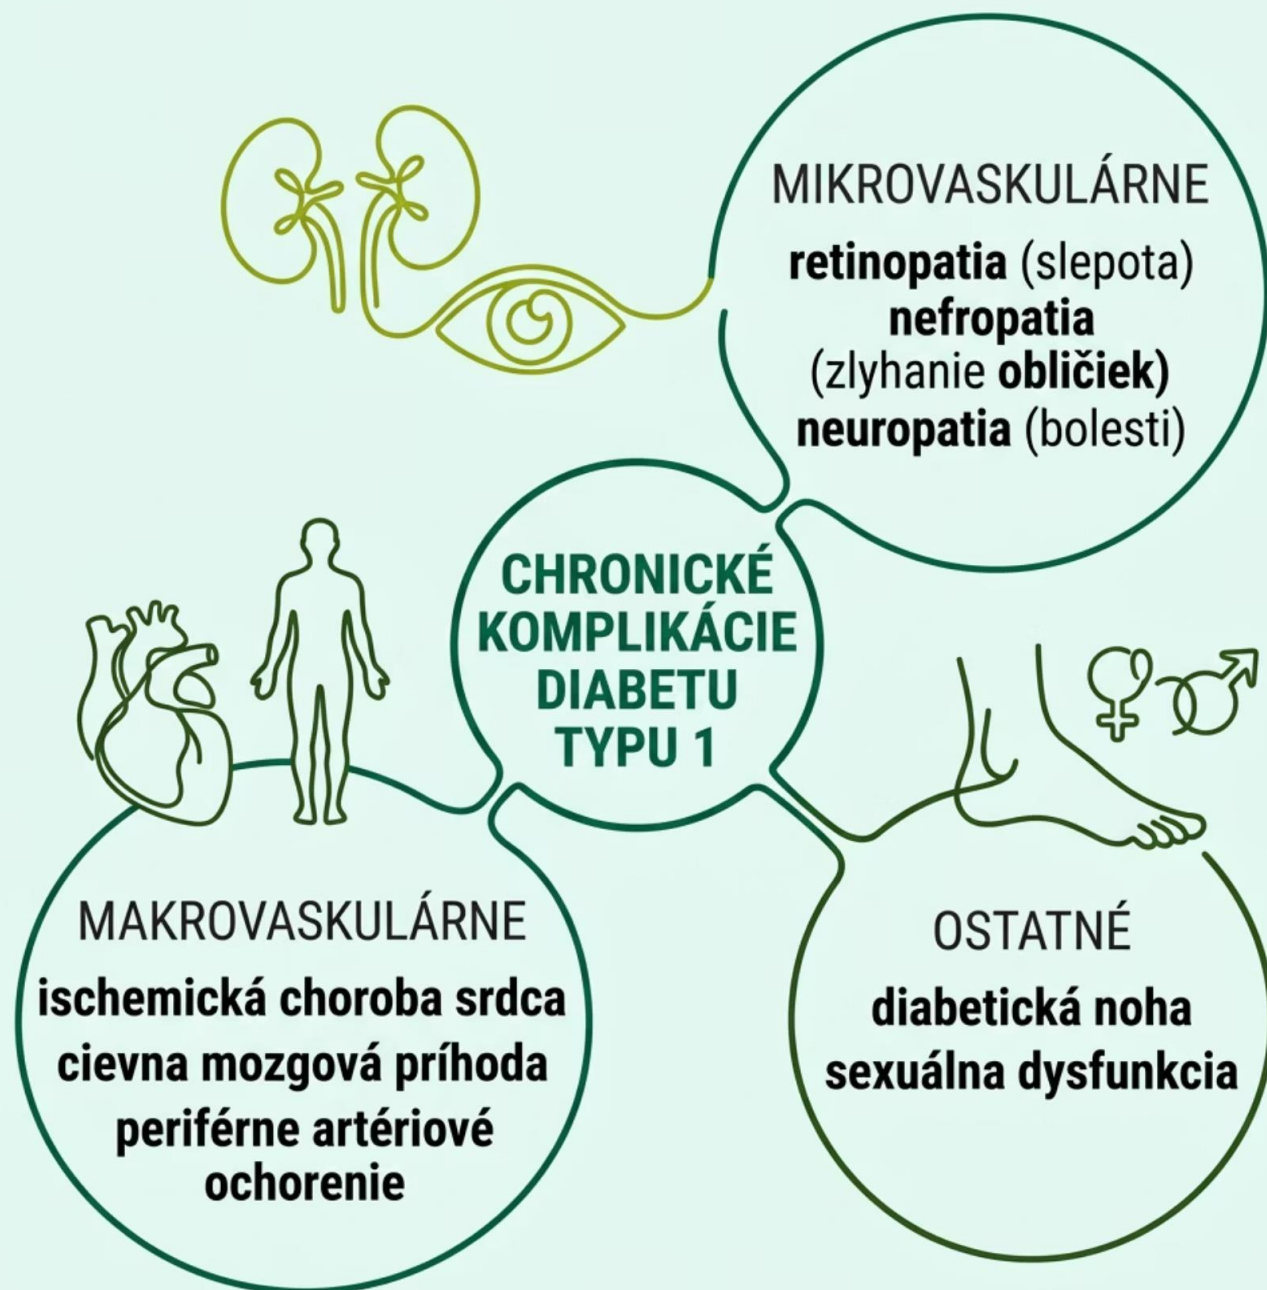 MIKROVASKULÁRNE
retinopatia (slepota)
nefropatia
(zlyhanie obličiek)
neuropatia (bolesti)
CHRONICKÉ
KOMPLIKÁCIE
DIABETU
TYPU 1
MAKROVASKULÁRNE
ischemická choroba srdca
cievna mozgová príhoda
periférne artériové
ochorenie
OSTATNÉ
diabetická noha
sexuálna dysfunkcia